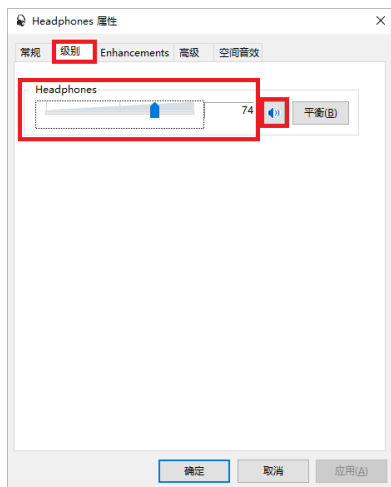 Headphones 属性
常规 级别 Enhancements 高级 空间音效
Headphones
74 平衡(B)
确定 取消 应用(A)